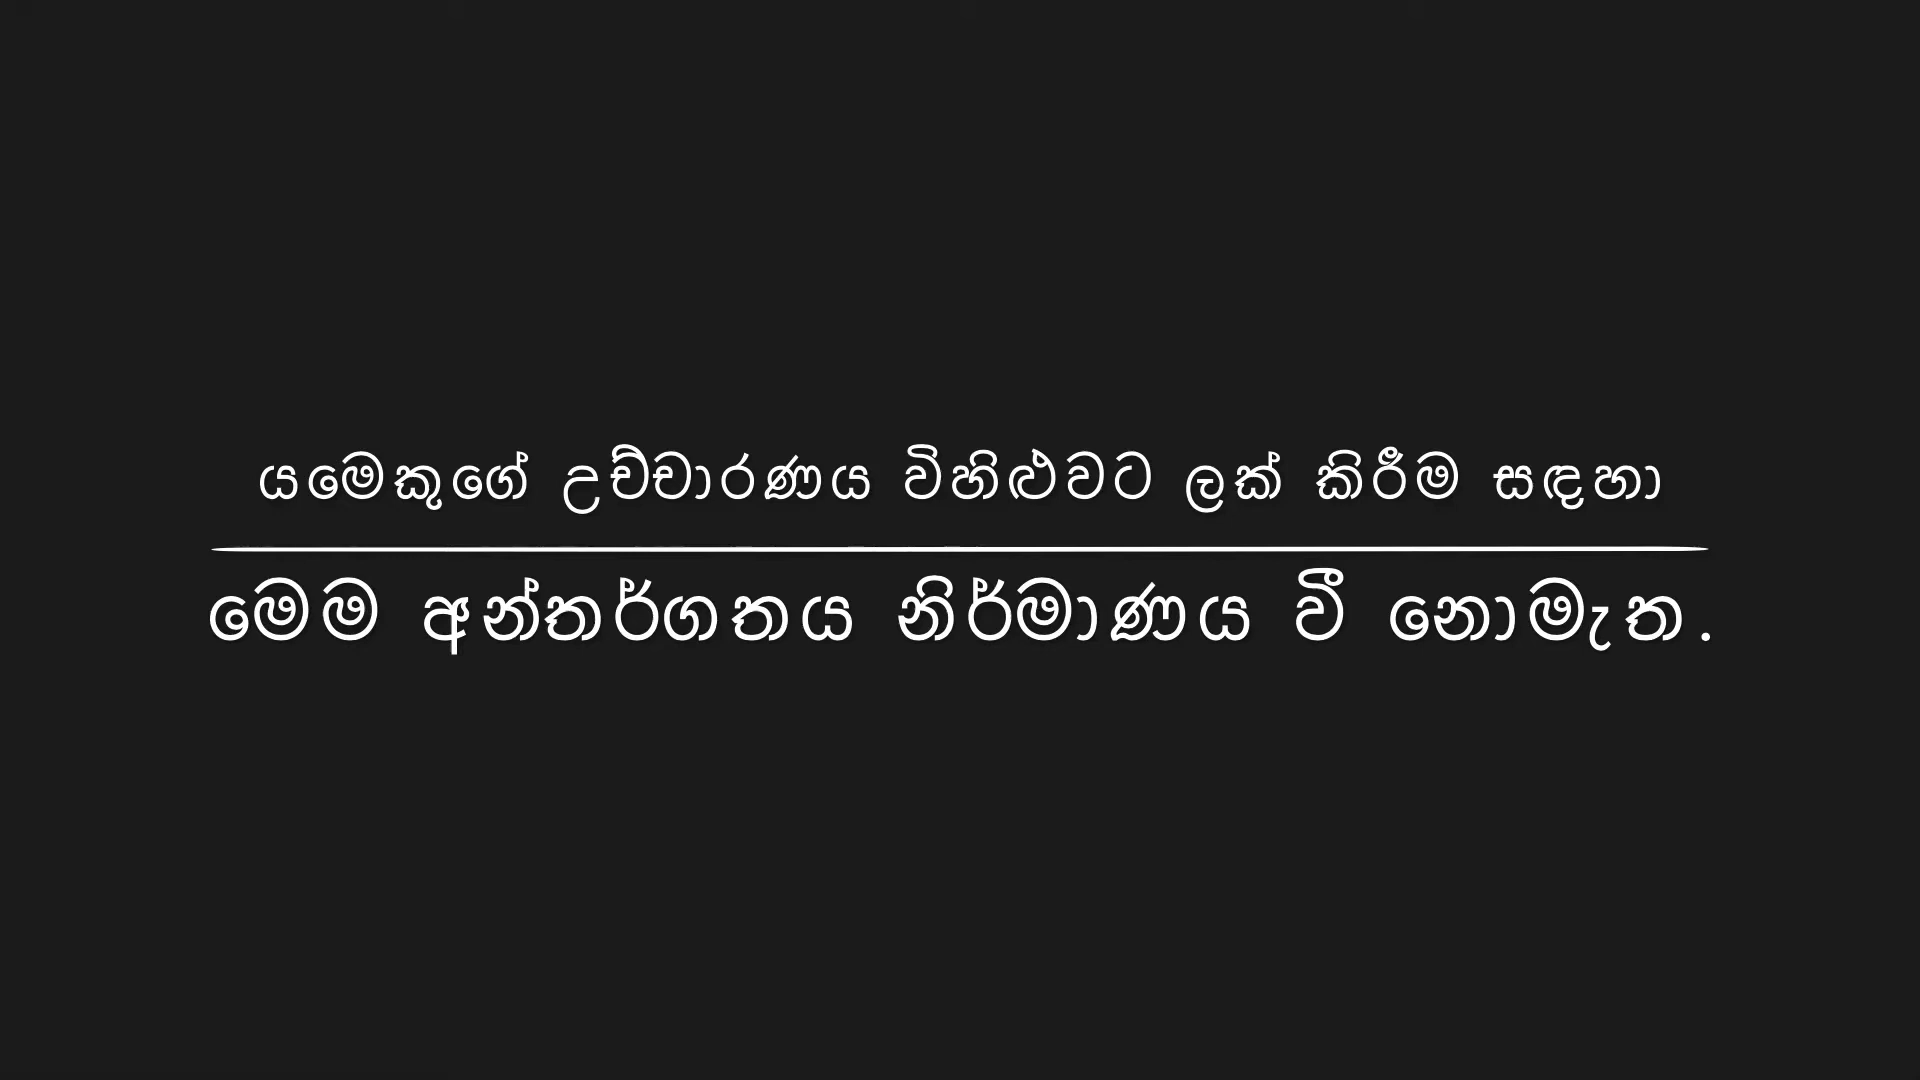 යමෙකුගේ උච්චාරණය විහිළුවට ලක් කිරීම සඳහා
මෙම අන්තර්ගතය නිර්මාණය වී නොමැත.